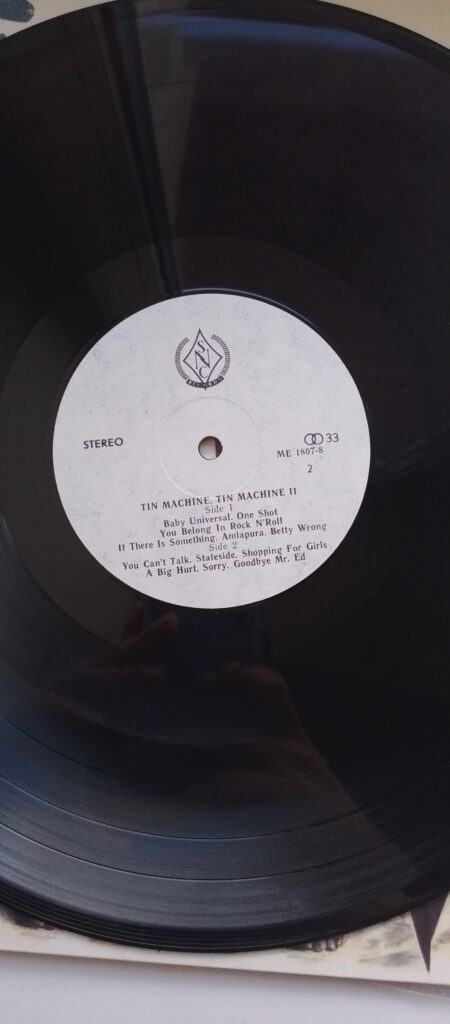 SNC
RECORDS
STEREO
33
ME 1807-8
2
TIN MACHINE. TIN MACHINE II
Side 1
Baby Universal. One Shot
You Belong In Rock N'Roll
If There Is Something. Amlapura. Betty Wrong
Side 2
You Can't Talk. Stateside. Shopping For Girls
A Big Hurt. Sorry. Goodbye Mr. Ed